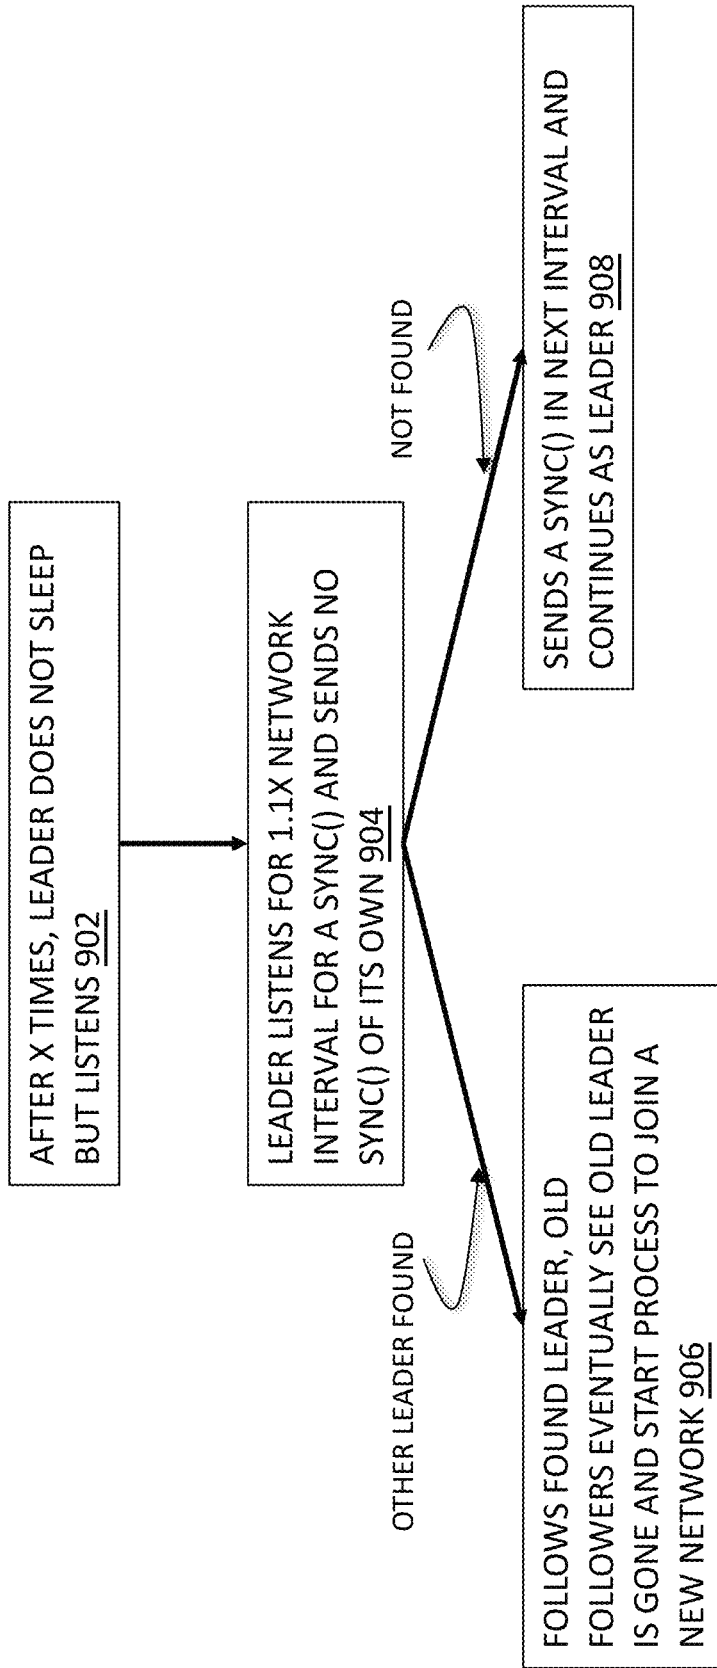 AFTER X TIMES, LEADER DOES NOT SLEEP
BUT LISTENS 902
LEADER LISTENS FOR 1.1X NETWORK
INTERVAL FOR A SYNC() AND SENDS NO
SYNC() OF ITS OWN 904
OTHER LEADER FOUND
NOT FOUND
FOLLOWS FOUND LEADER, OLD
FOLLOWERS EVENTUALLY SEE OLD LEADER
IS GONE AND START PROCESS TO JOIN A
NEW NETWORK 906
SENDS A SYNC() IN NEXT INTERVAL AND
CONTINUES AS LEADER 908